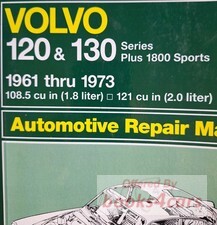 VOLVO
120 & 130 Series
Plus 1800 Sports
1961 thru 1973
108.5 cu in (1.8 liter) □ 121 cu in (2.0 liter)
Automotive Repair Ma
Offered By
books4cars